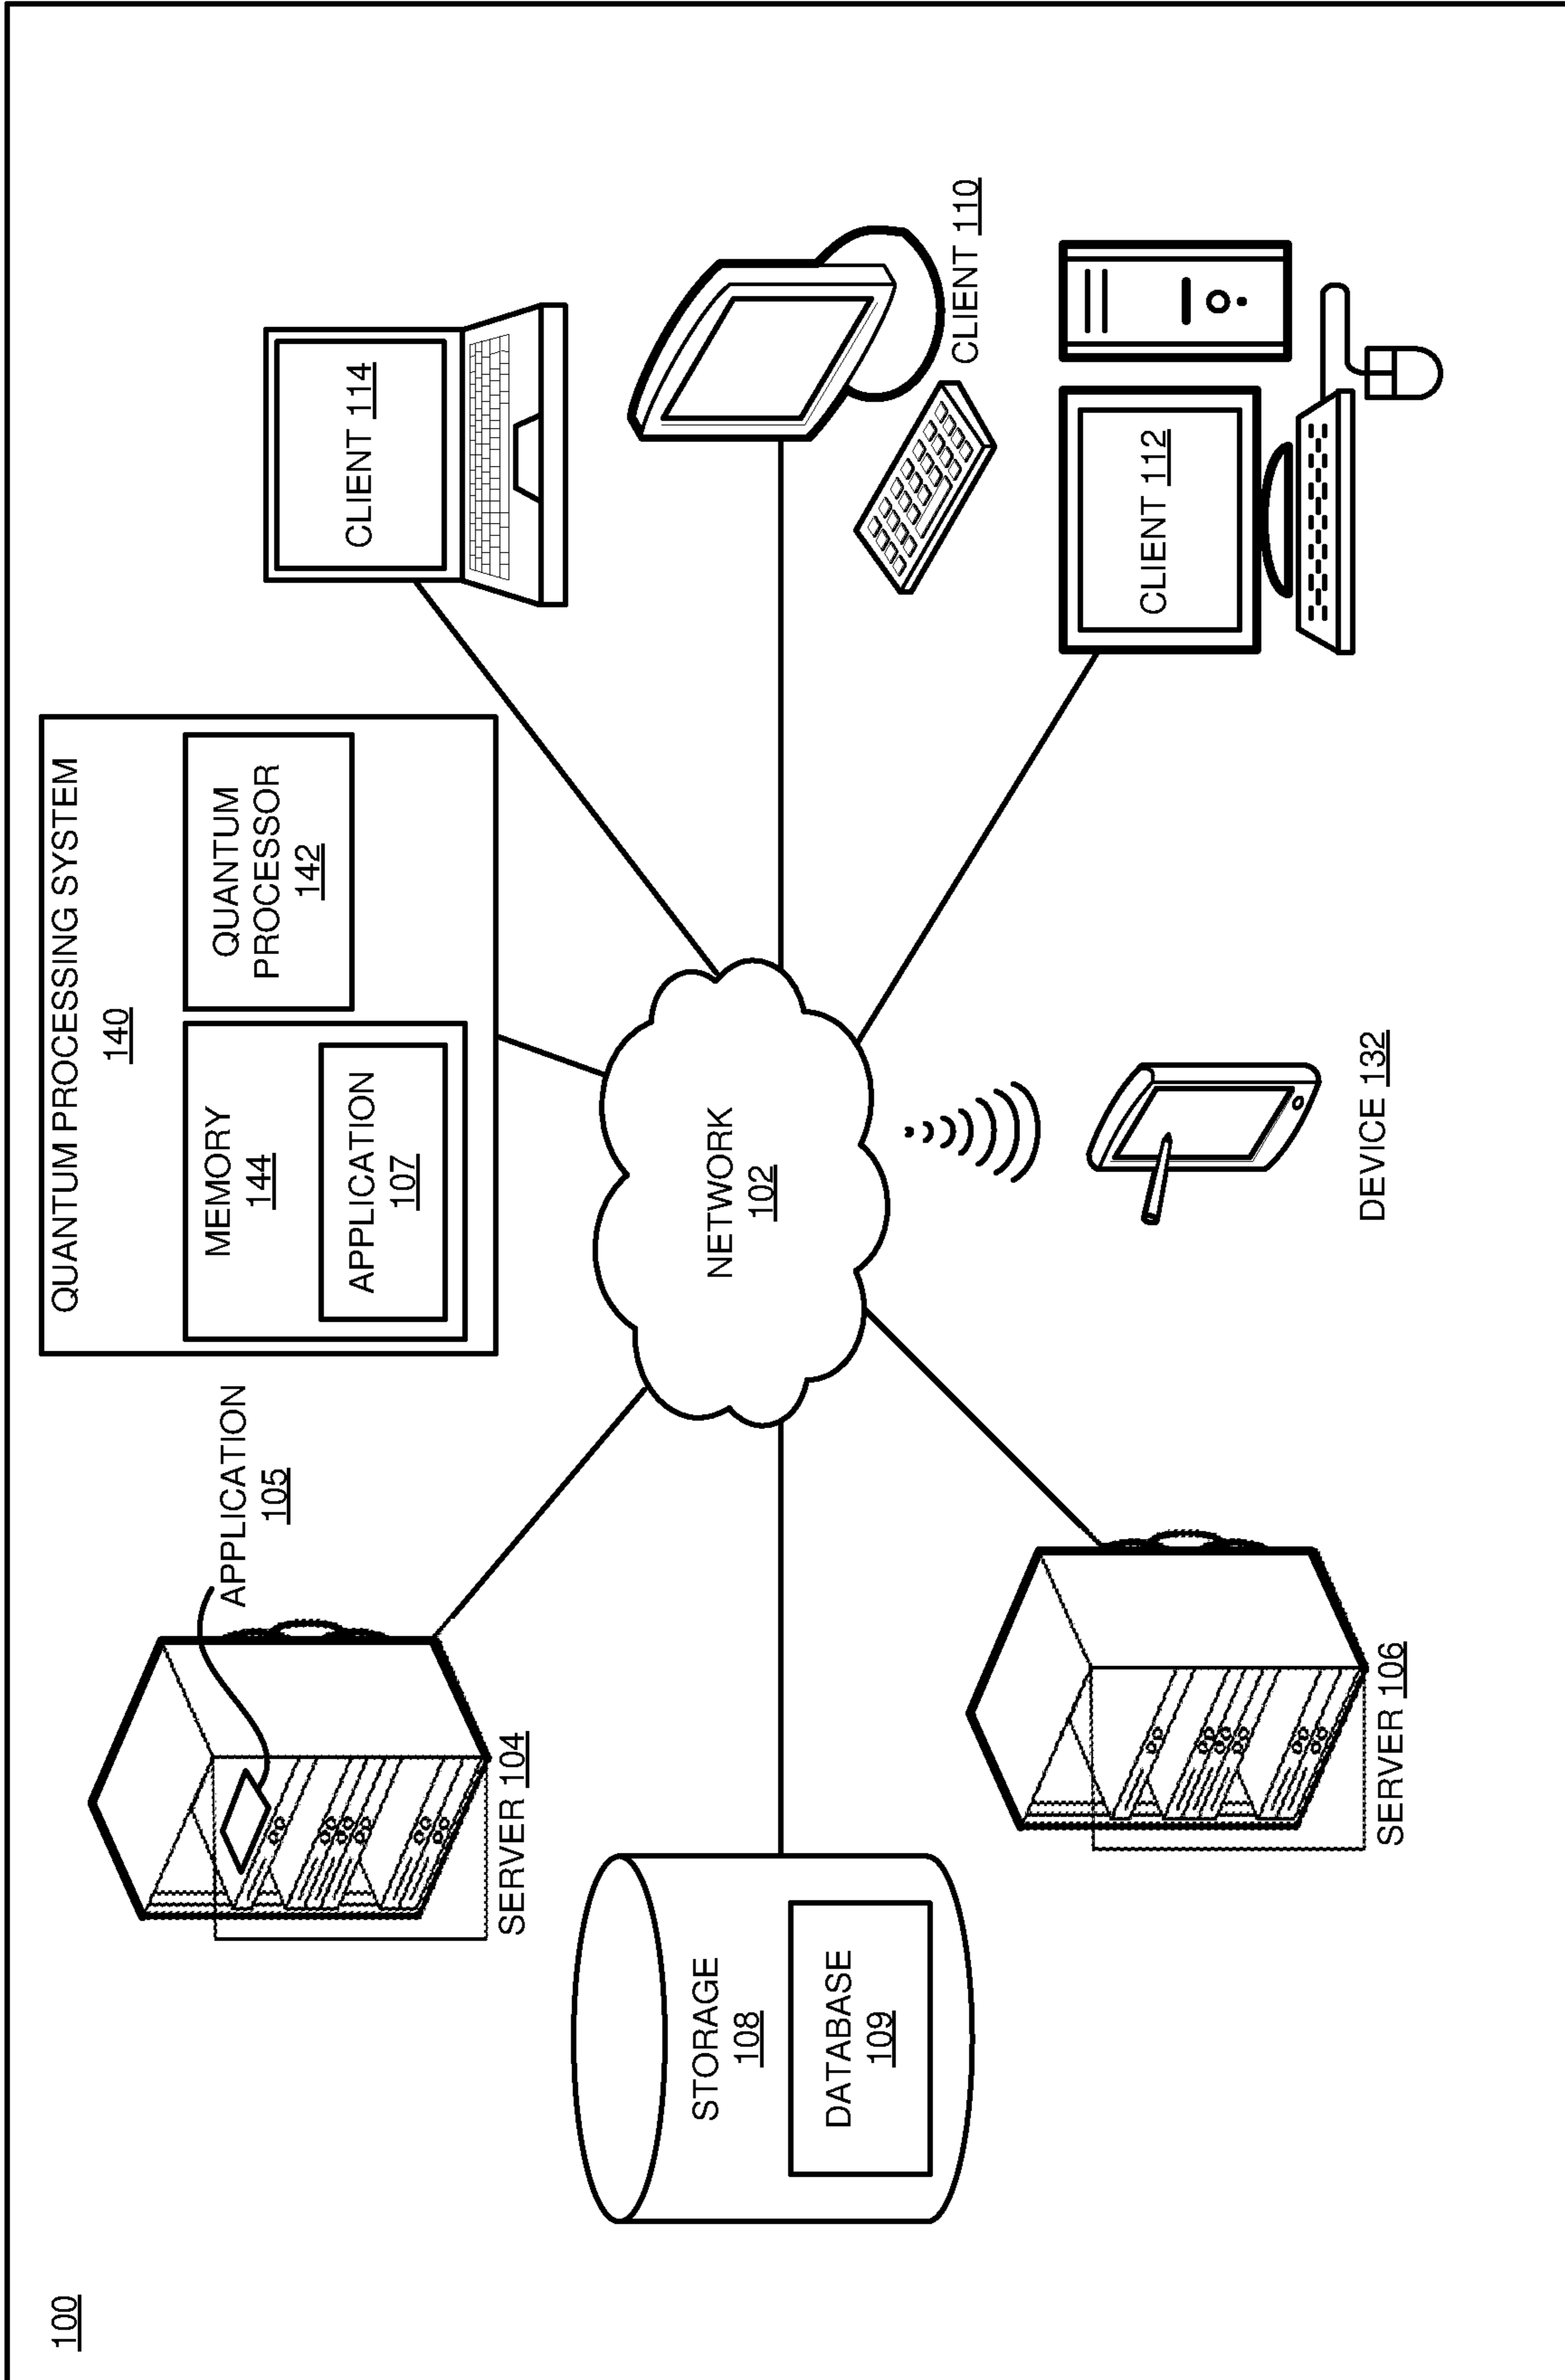 100
APPLICATION
105
SERVER 104
QUANTUM PROCESSING SYSTEM
140
MEMORY
144
APPLICATION
107
QUANTUM
PROCESSOR
142
CLIENT 114
STORAGE
108
DATABASE
109
NETWORK
102
CLIENT 110
SERVER 106
DEVICE 132
CLIENT 112